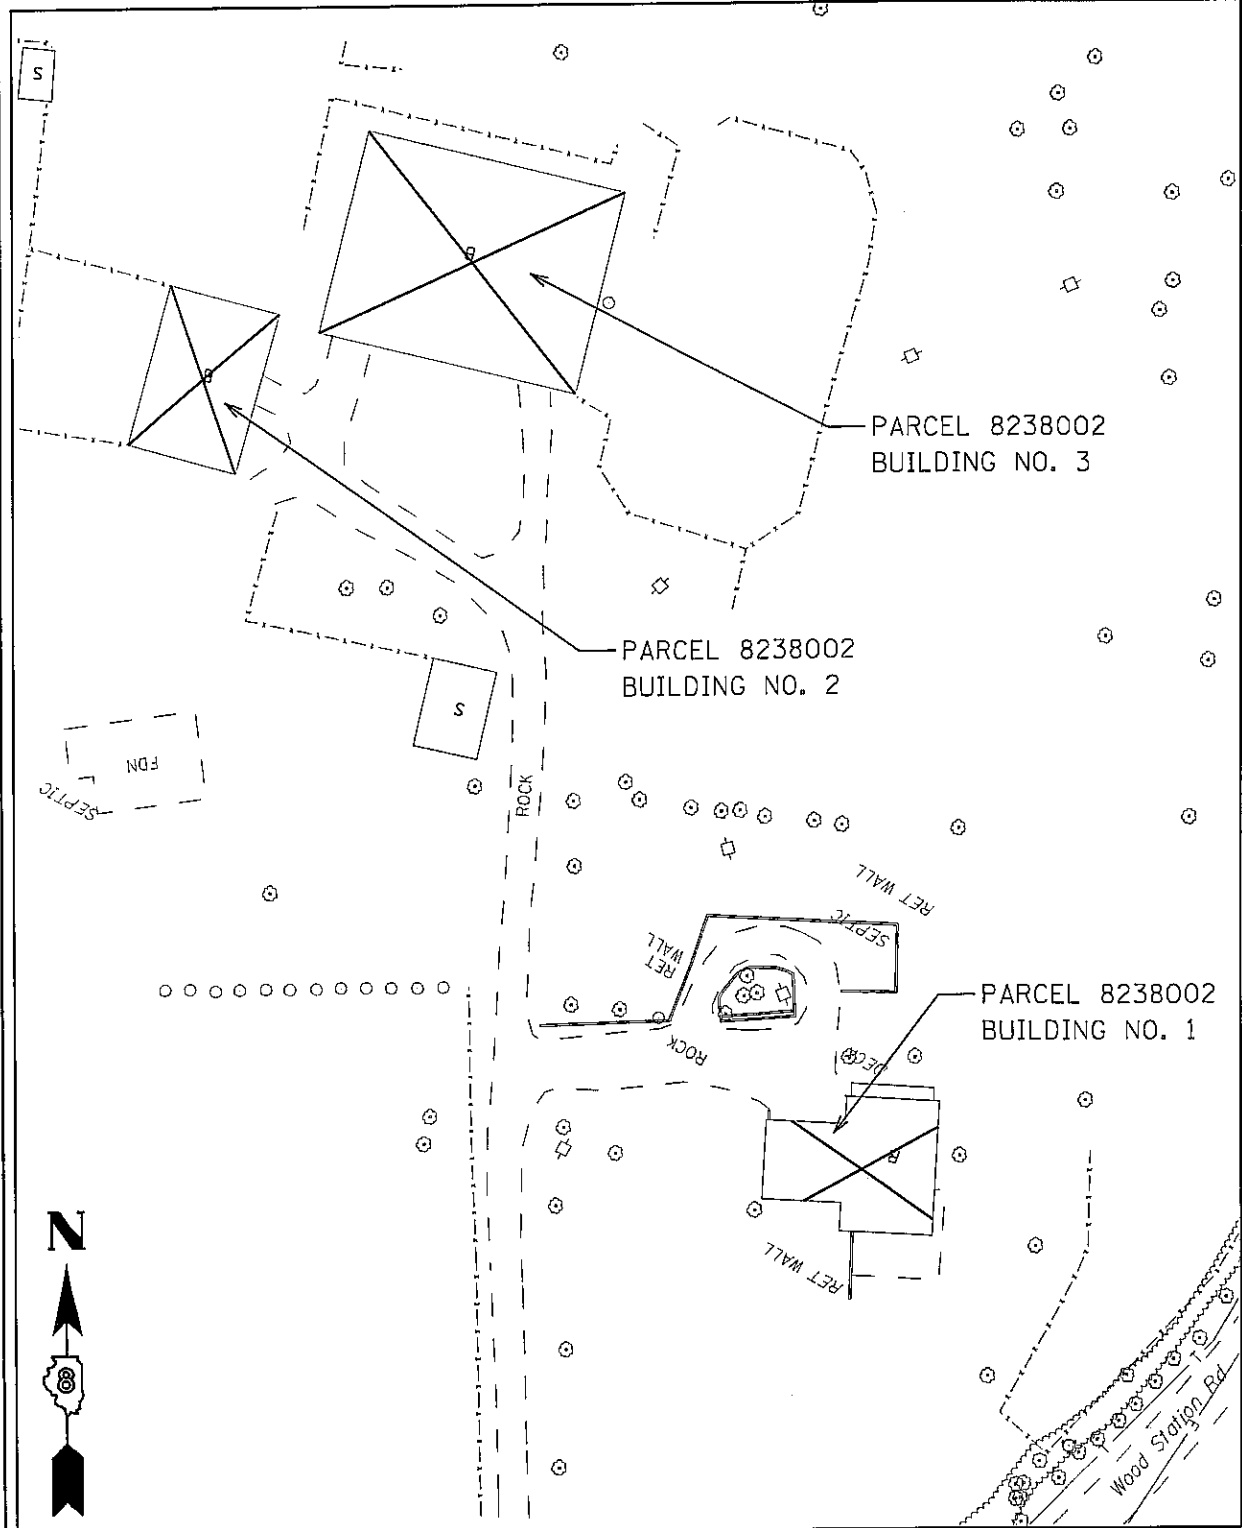 S
B
PARCEL 8238002
BUILDING NO. 3
B
PARCEL 8238002
BUILDING NO. 2
S
FDN
SEPTIC
ROCK
RET WALL
SEPTIC
RET
WALL
PARCEL 8238002
BUILDING NO. 1
ROCK
DECK
R
RET WALL
N
8
Wood Station Rd